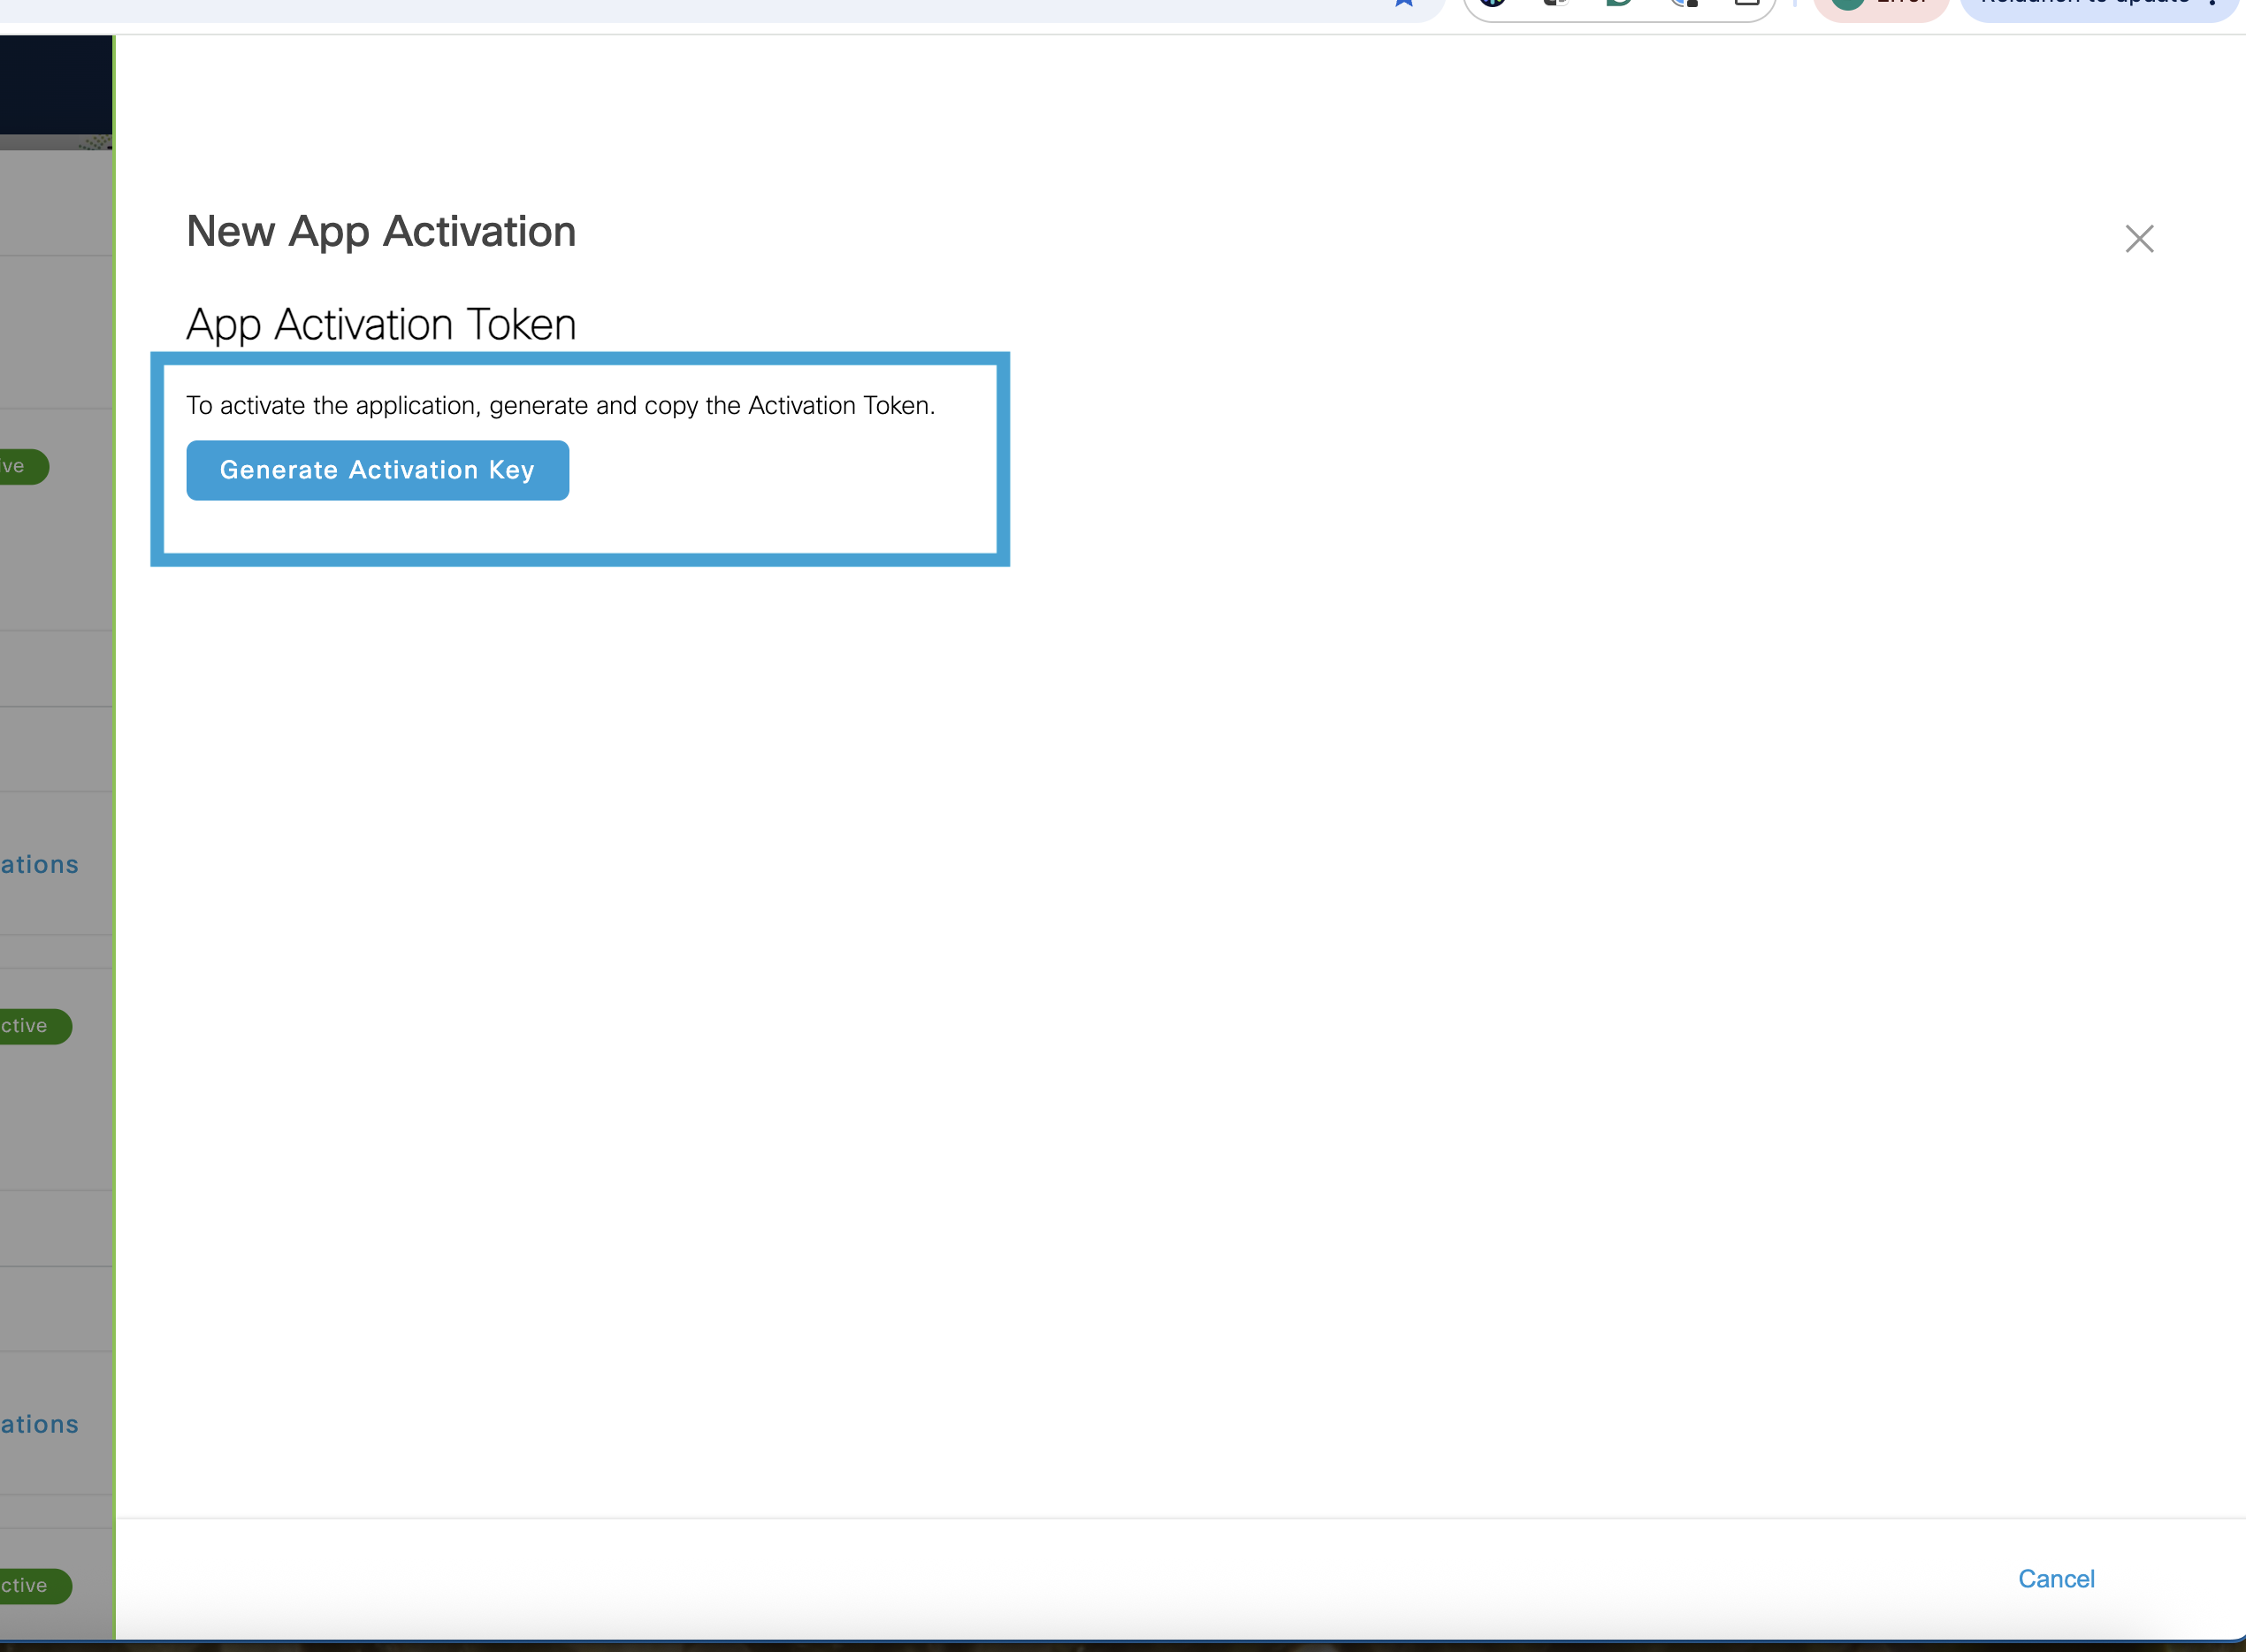 New App Activation
App Activation Token
To activate the application, generate and copy the Activation Token.
Generate Activation Key
ive
ations
ctive
ations
ctive
Cancel